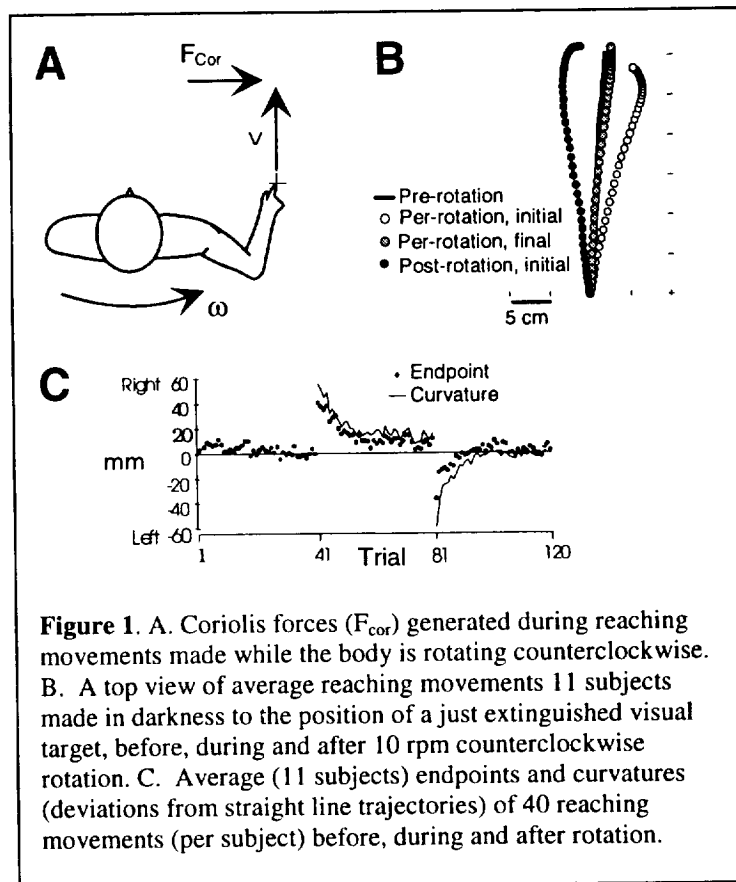 A
F_Cor
v
ω
B
Pre-rotation
Per-rotation, initial
Per-rotation, final
Post-rotation, initial
5 cm
C
Endpoint
Curvature
Right 60
40
20
mm 0
-20
-40
Left -60
1 41 Trial 81 120
Figure 1. A. Coriolis forces (F_cor) generated during reaching
movements made while the body is rotating counterclockwise.
B. A top view of average reaching movements 11 subjects
made in darkness to the position of a just extinguished visual
target, before, during and after 10 rpm counterclockwise
rotation. C. Average (11 subjects) endpoints and curvatures
(deviations from straight line trajectories) of 40 reaching
movements (per subject) before, during and after rotation.